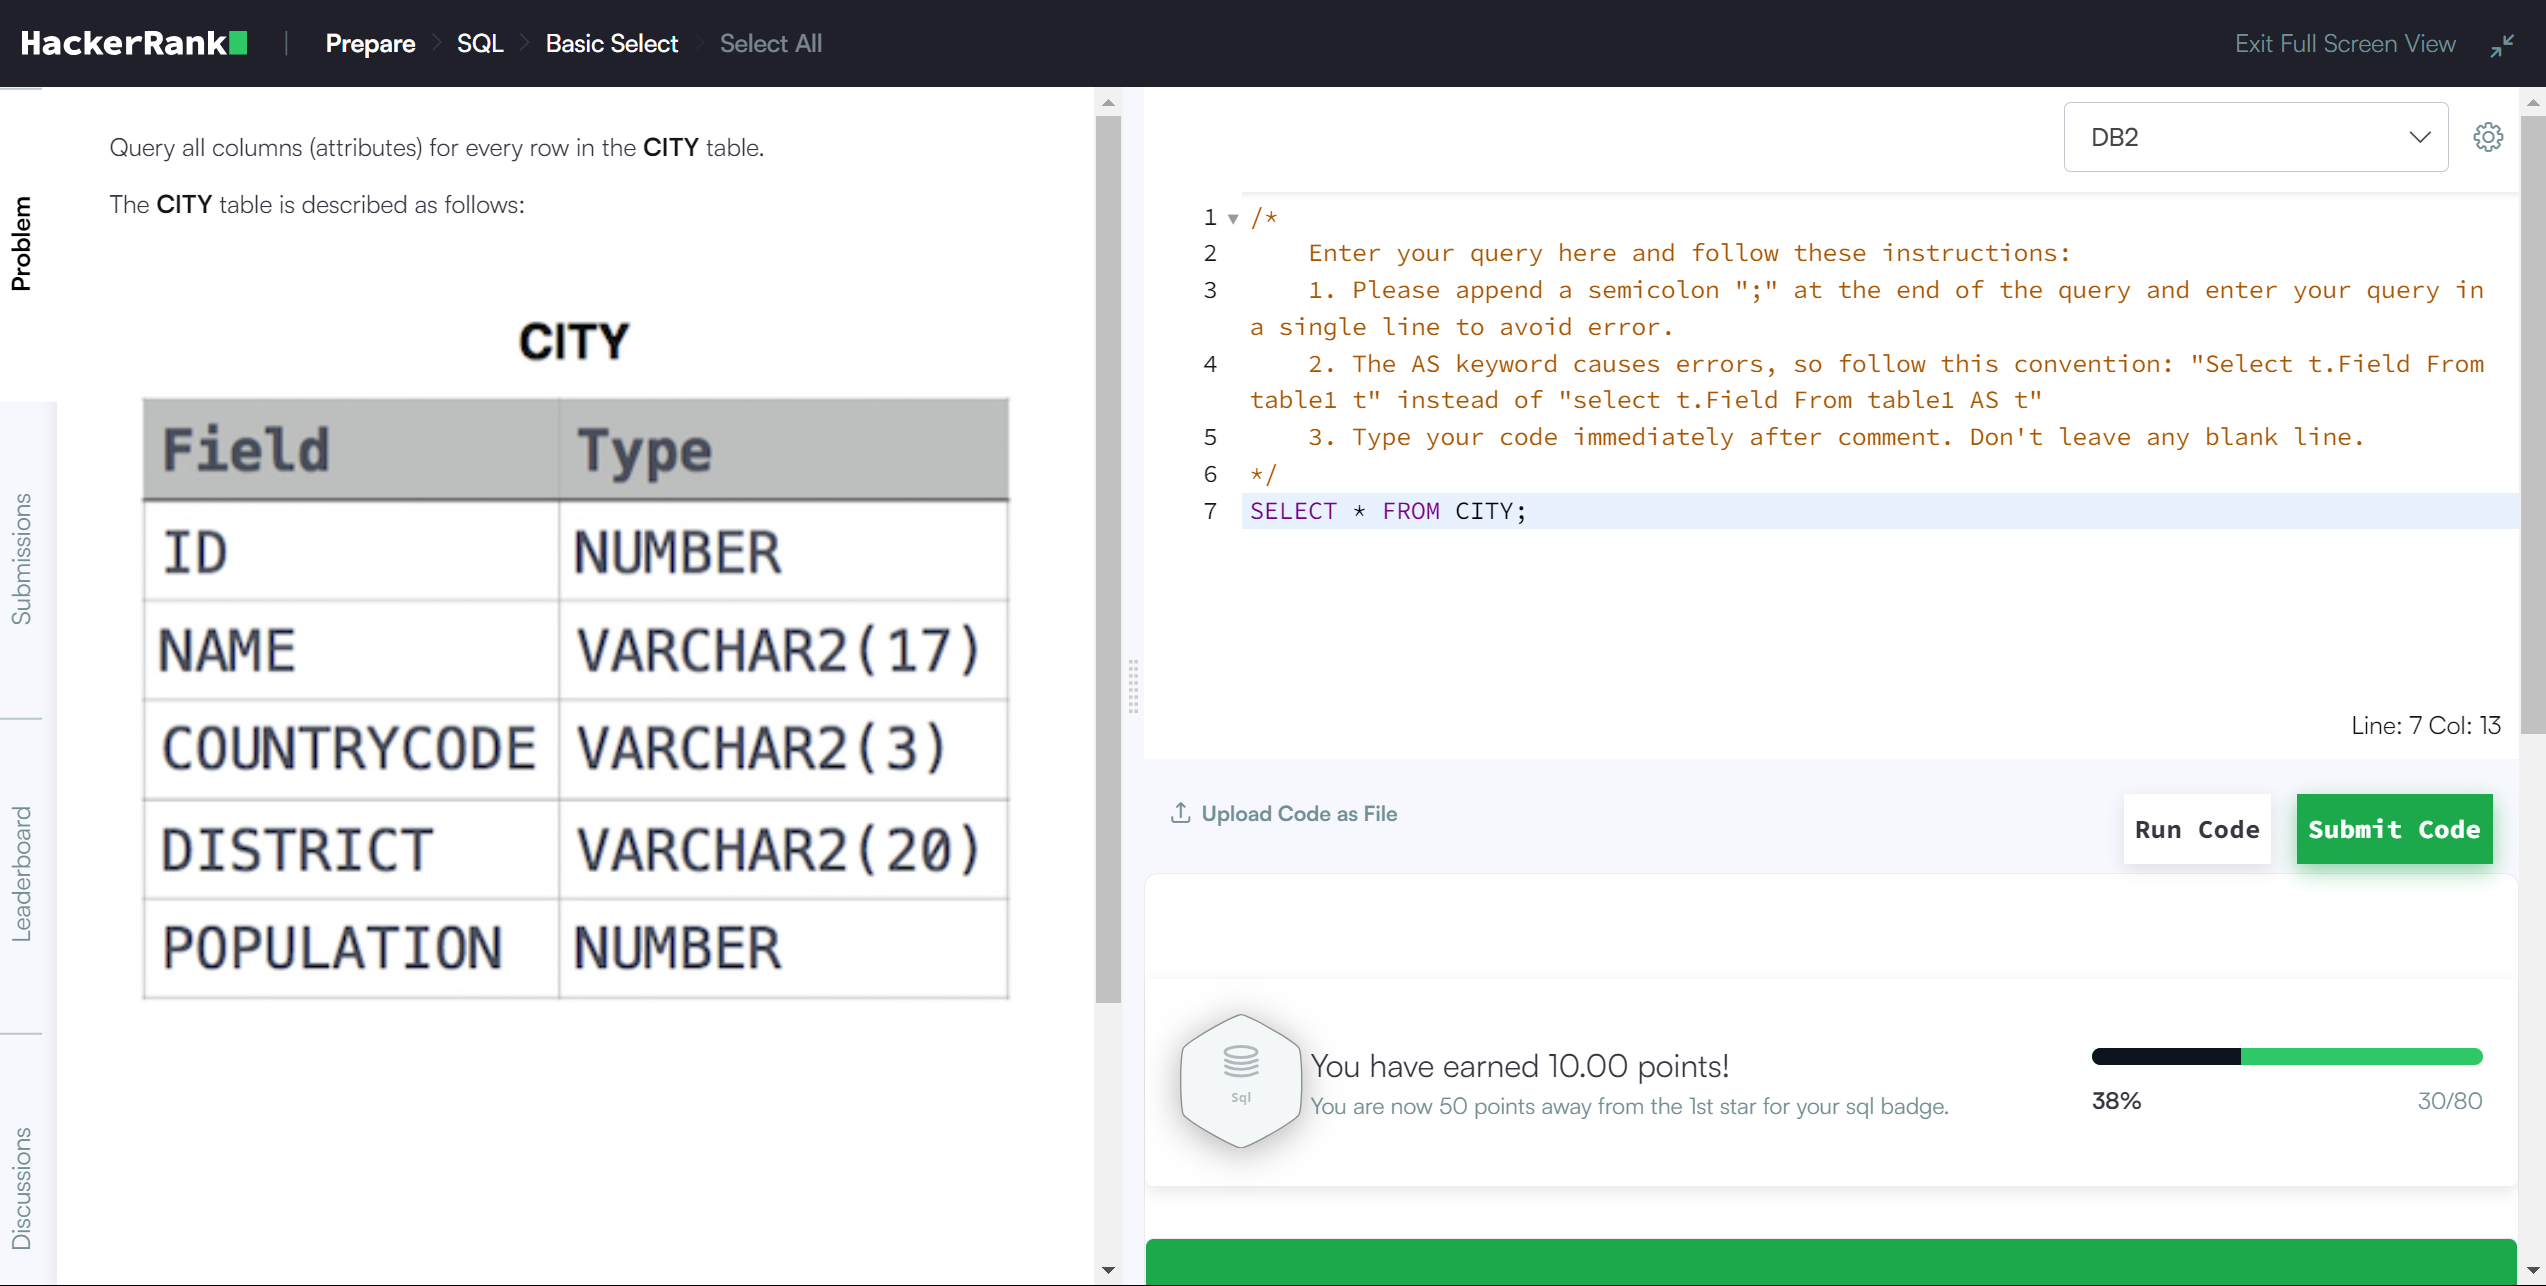 HackerRank | Prepare > SQL > Basic Select > Select All
Exit Full Screen View
Problem
Submissions
Leaderboard
Discussions
Query all columns (attributes) for every row in the CITY table.
The CITY table is described as follows:
CITY
Field Type
ID NUMBER
NAME VARCHAR2(17)
COUNTRYCODE VARCHAR2(3)
DISTRICT VARCHAR2(20)
POPULATION NUMBER
DB2
1 /*
2 Enter your query here and follow these instructions:
3 1. Please append a semicolon ";" at the end of the query and enter your query in
a single line to avoid error.
4 2. The AS keyword causes errors, so follow this convention: "Select t.Field From
table1 t" instead of "select t.Field From table1 AS t"
5 3. Type your code immediately after comment. Don't leave any blank line.
6 */
7 SELECT * FROM CITY;
Line: 7 Col: 13
Upload Code as File
Run Code
Submit Code
Sql
You have earned 10.00 points!
You are now 50 points away from the 1st star for your sql badge.
38% 30/80